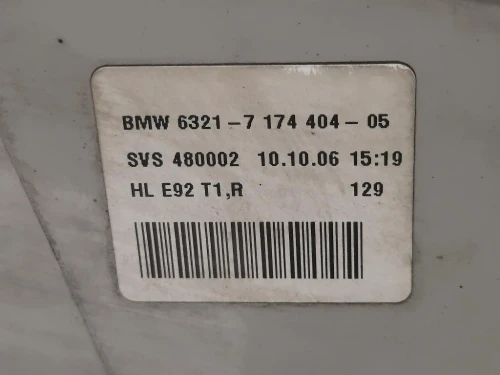 BMW 6321-7 174 404-05
SVS 480002 10.10.06 15:19
HL E92 T1,R 129